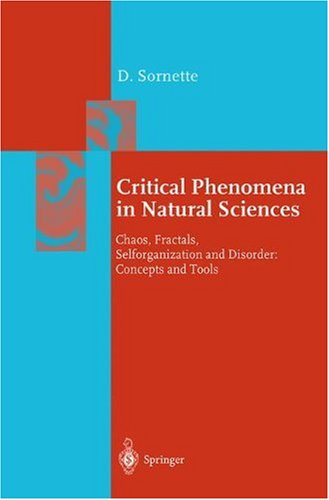 D. Sornette
Critical Phenomena
in Natural Sciences
Chaos, Fractals,
Selforganization and Disorder:
Concepts and Tools
Springer